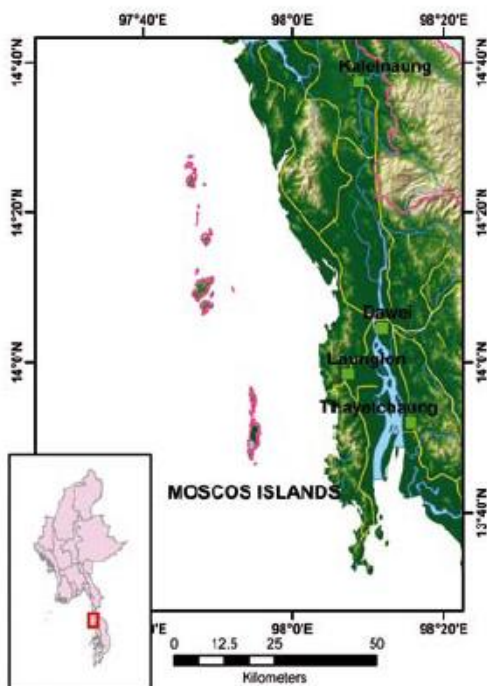 97°40'E 98°0'E 98°20'E
14°40'N 14°40'N
Kaleinaung
14°20'N 14°20'N
Dawei
14°0'N 14°0'N
Launglon
Thayetchaung
MOSCOS ISLANDS
13°40'N
0'E 98°0'E 98°20'E
0 12.5 25 50
Kilometers